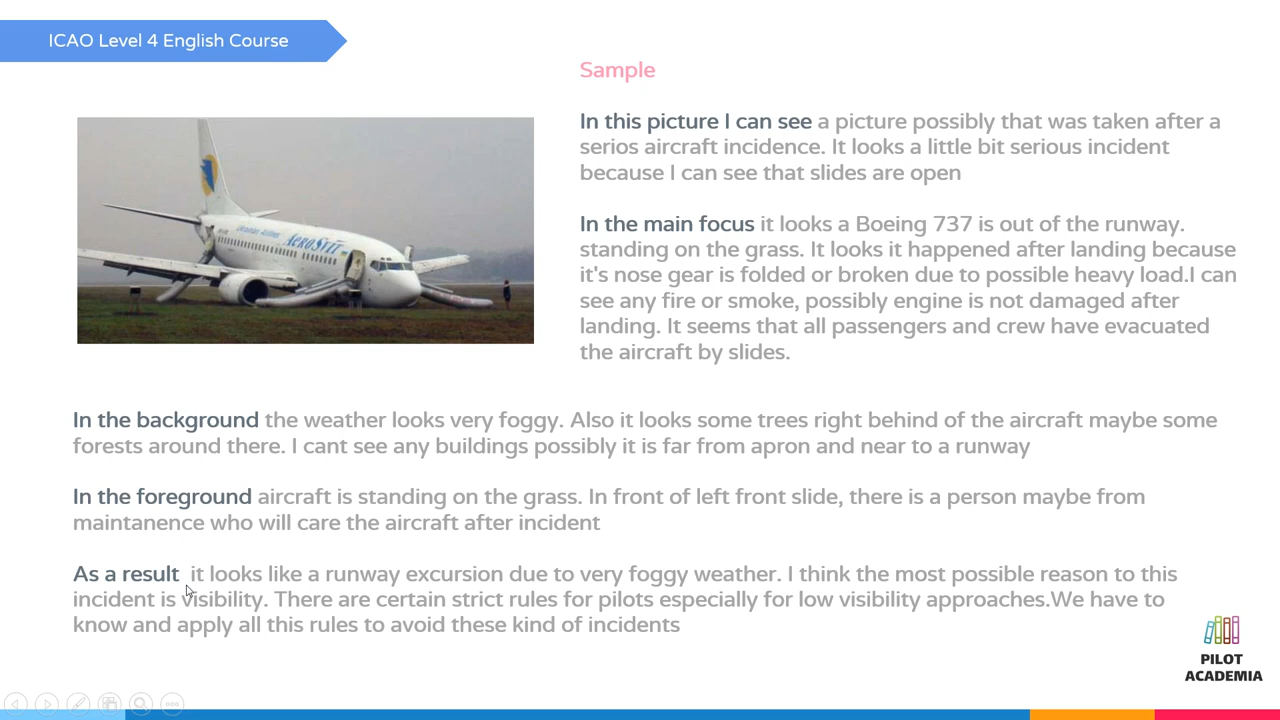 ICAO Level 4 English Course
Sample
In this picture I can see a picture possibly that was taken after a
serios aircraft incidence. It looks a little bit serious incident
because I can see that slides are open
In the main focus it looks a Boeing 737 is out of the runway.
standing on the grass. It looks it happened after landing because
it's nose gear is folded or broken due to possible heavy load.I can
see any fire or smoke, possibly engine is not damaged after
landing. It seems that all passengers and crew have evacuated
the aircraft by slides.
Ukrainian Airlines
AeroSvit
In the background the weather looks very foggy. Also it looks some trees right behind of the aircraft maybe some
forests around there. I cant see any buildings possibly it is far from apron and near to a runway
In the foreground aircraft is standing on the grass. In front of left front slide, there is a person maybe from
maintanence who will care the aircraft after incident
As a result it looks like a runway excursion due to very foggy weather. I think the most possible reason to this
incident is visibility. There are certain strict rules for pilots especially for low visibility approaches.We have to
know and apply all this rules to avoid these kind of incidents
PILOT
ACADEMIA